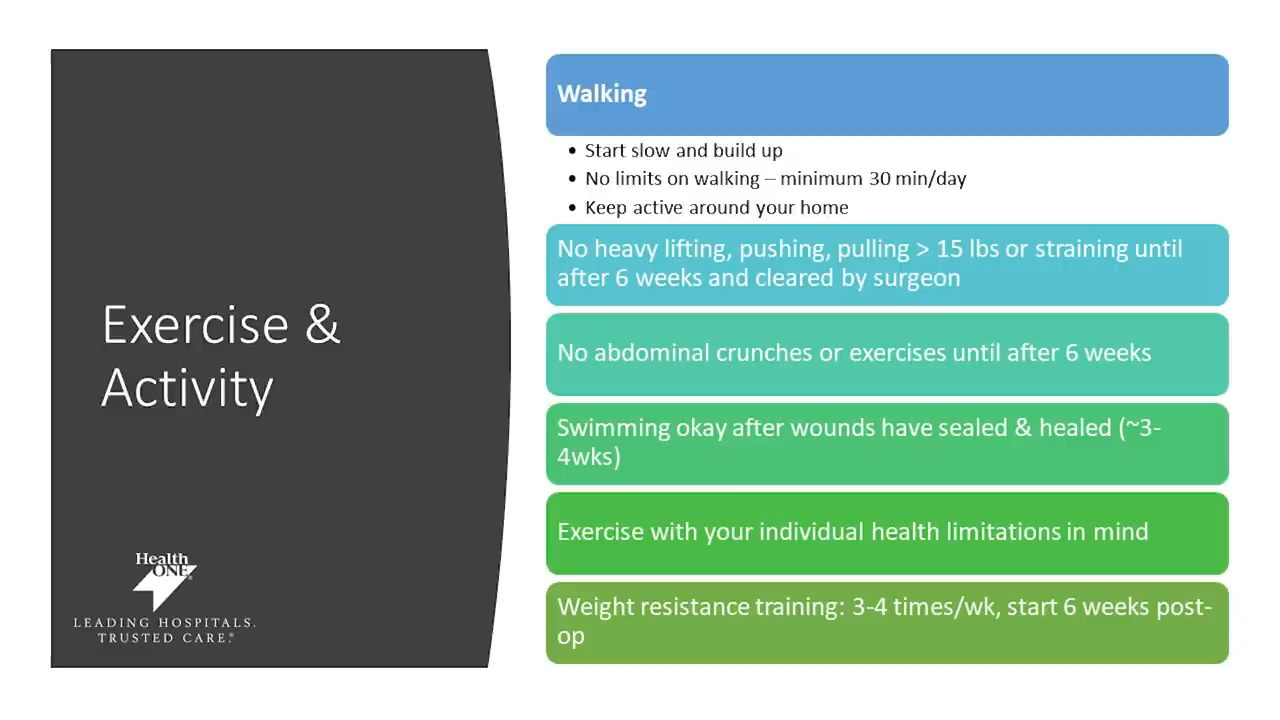 Exercise &
Activity
Health
ONE®
LEADING HOSPITALS.
TRUSTED CARE.®
Walking
• Start slow and build up
• No limits on walking – minimum 30 min/day
• Keep active around your home
No heavy lifting, pushing, pulling > 15 lbs or straining until
after 6 weeks and cleared by surgeon
No abdominal crunches or exercises until after 6 weeks
Swimming okay after wounds have sealed & healed (~3-
4wks)
Exercise with your individual health limitations in mind
Weight resistance training: 3-4 times/wk, start 6 weeks post-
op